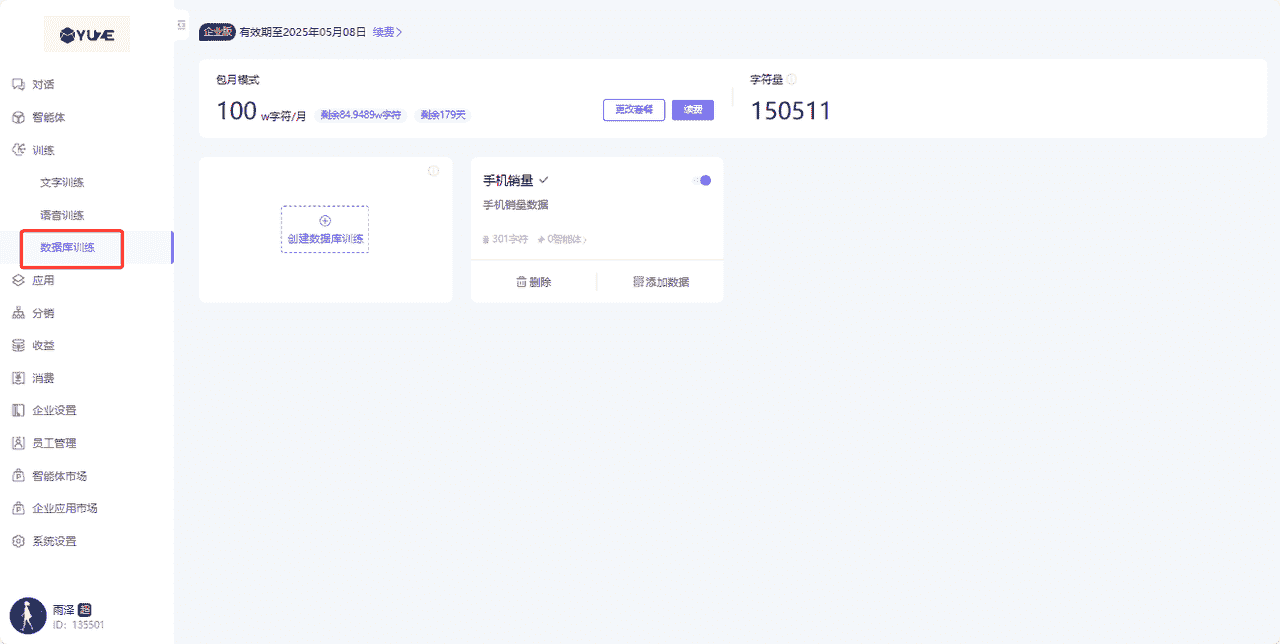 YUZE
对话
智能体
训练
文字训练
语音训练
数据库训练
应用
分销
收益
消费
企业设置
员工管理
智能体市场
企业应用市场
系统设置
雨泽 超
ID: 135501
企业版 有效期至2025年05月08日 续费
包月模式
100 w字符/月 剩余84.9489w字符 剩余179天
更改套餐 续费
字符量
150511
创建数据库训练
手机销量
手机销量数据
301字符 0智能体
删除 添加数据